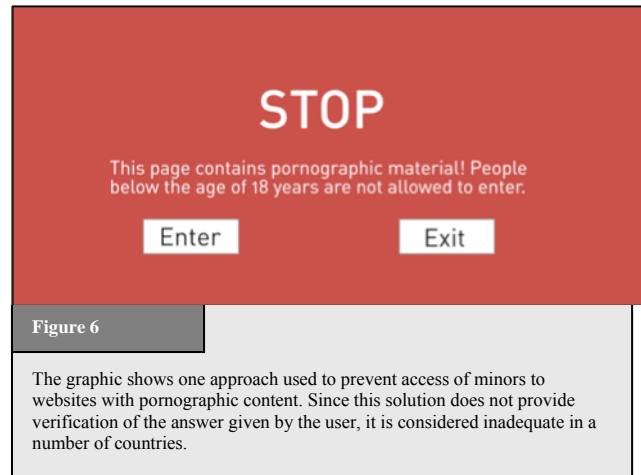 STOP
This page contains pornographic material! People
below the age of 18 years are not allowed to enter.
Enter Exit
Figure 6
The graphic shows one approach used to prevent access of minors to
websites with pornographic content. Since this solution does not provide
verification of the answer given by the user, it is considered inadequate in a
number of countries.